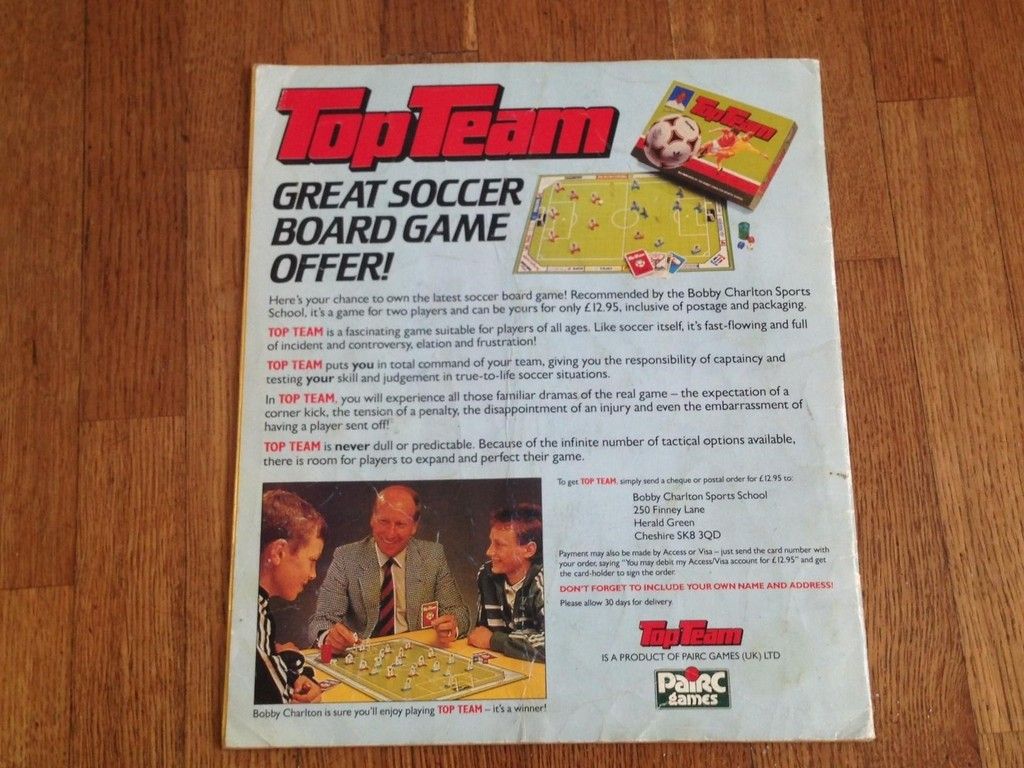 Top Team
Top Team
GREAT SOCCER
BOARD GAME
OFFER!
Here's your chance to own the latest soccer board game! Recommended by the Bobby Charlton Sports
School, it's a game for two players and can be yours for only £12.95, inclusive of postage and packaging.
TOP TEAM is a fascinating game suitable for players of all ages. Like soccer itself, it's fast-flowing and full
of incident and controversy, elation and frustration!
TOP TEAM puts you in total command of your team, giving you the responsibility of captaincy and
testing your skill and judgement in true-to-life soccer situations.
In TOP TEAM, you will experience all those familiar dramas of the real game – the expectation of a
corner kick, the tension of a penalty, the disappointment of an injury and even the embarrassment of
having a player sent off!
TOP TEAM is never dull or predictable. Because of the infinite number of tactical options available,
there is room for players to expand and perfect their game.
Bobby Charlton is sure you'll enjoy playing TOP TEAM – it's a winner!
To get TOP TEAM, simply send a cheque or postal order for £12.95 to:
Bobby Charlton Sports School
250 Finney Lane
Herald Green
Cheshire SK8 3QD
Payment may also be made by Access or Visa – just send the card number with
your order, saying "You may debit my Access/Visa account for £12.95" and get
the card-holder to sign the order.
DON'T FORGET TO INCLUDE YOUR OWN NAME AND ADDRESS!
Please allow 30 days for delivery.
Top Team
IS A PRODUCT OF PAIRC GAMES (UK) LTD
PaiRC
games